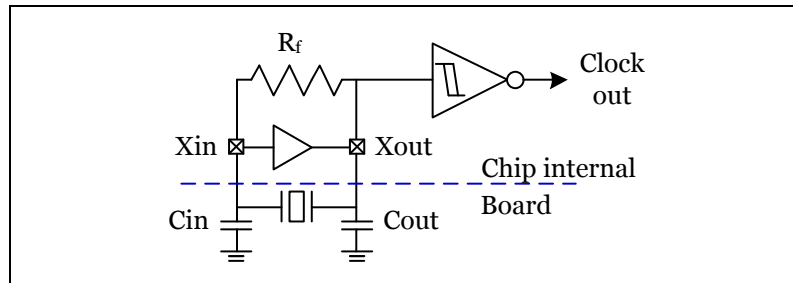 Rf
Clock
out
Xin
Xout
Chip internal
Board
Cin
Cout